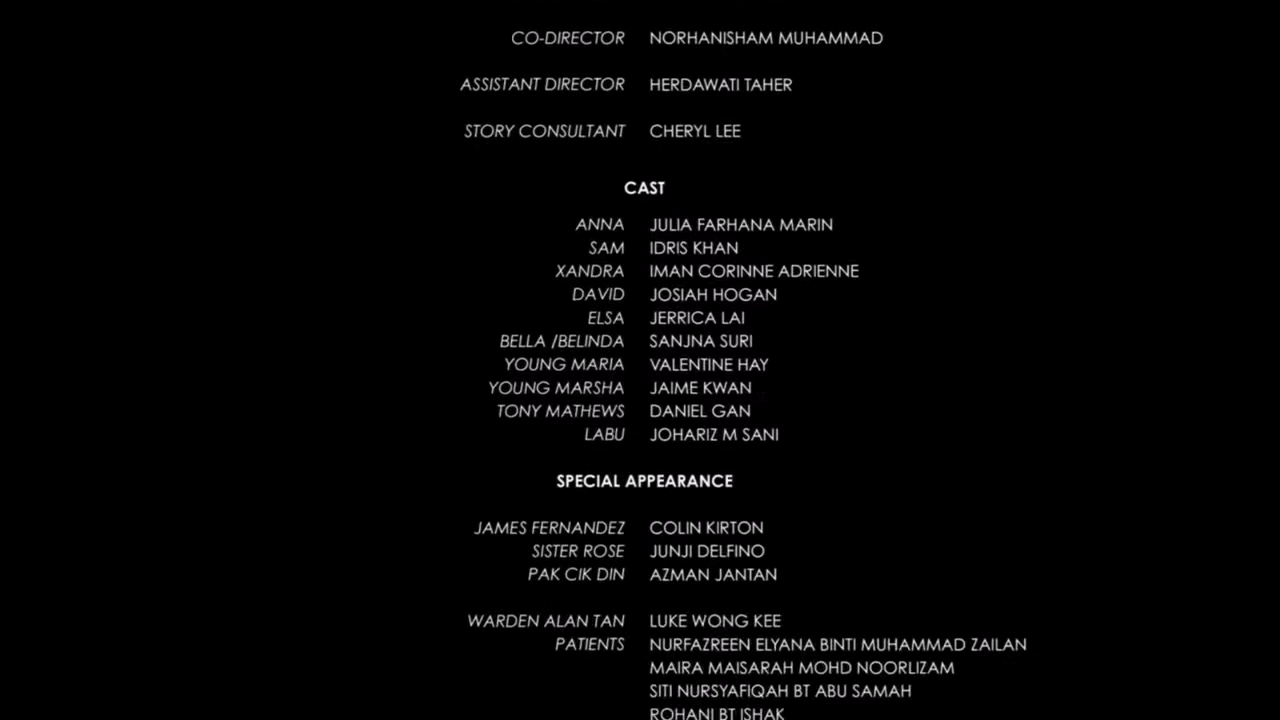 CO-DIRECTOR NORHANISHAM MUHAMMAD
ASSISTANT DIRECTOR HERDAWATI TAHER
STORY CONSULTANT CHERYL LEE
CAST
ANNA JULIA FARHANA MARIN
SAM IDRIS KHAN
XANDRA IMAN CORINNE ADRIENNE
DAVID JOSIAH HOGAN
ELSA JERRICA LAI
BELLA /BELINDA SANJNA SURI
YOUNG MARIA VALENTINE HAY
YOUNG MARSHA JAIME KWAN
TONY MATHEWS DANIEL GAN
LABU JOHARIZ M SANI
SPECIAL APPEARANCE
JAMES FERNANDEZ COLIN KIRTON
SISTER ROSE JUNJI DELFINO
PAK CIK DIN AZMAN JANTAN
WARDEN ALAN TAN LUKE WONG KEE
PATIENTS NURFAZREEN ELYANA BINTI MUHAMMAD ZAILAN
MAIRA MAISARAH MOHD NOORLIZAM
SITI NURSYAFIQAH BT ABU SAMAH
ROHANI BT ISHAK